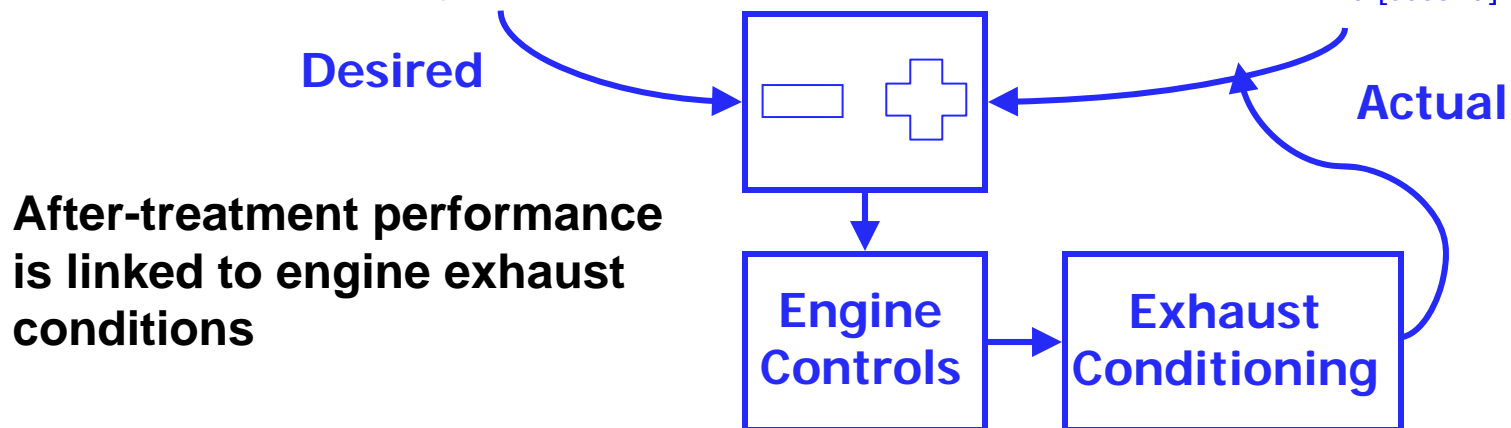 Desired
Actual
After-treatment performance
is linked to engine exhaust
conditions
Engine
Controls
Exhaust
Conditioning